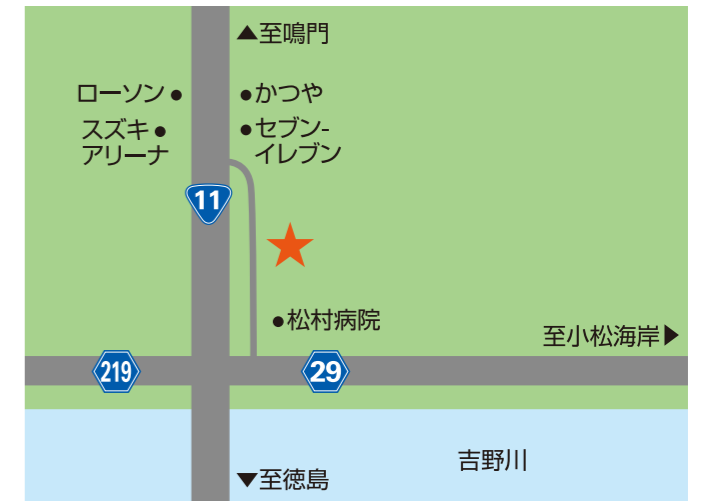 ▲至鳴門
ローソン●
●かつや
スズキ●
アリーナ
●セブン-
イレブン
11
●松村病院
至小松海岸▶
219
29
吉野川
▼至徳島